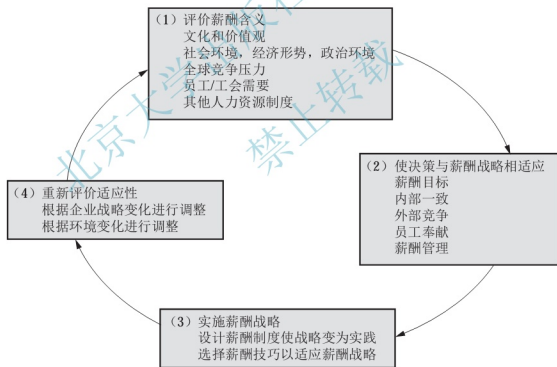 (1) 评价薪酬含义
文化和价值观
社会环境，经济形势，政治环境
全球竞争压力
员工/工会需要
其他人力资源制度
(2) 使决策与薪酬战略相适应
薪酬目标
内部一致
外部竞争
员工奉献
薪酬管理
(3) 实施薪酬战略
设计薪酬制度使战略变为实践
选择薪酬技巧以适应薪酬战略
(4) 重新评价适应性
根据企业战略变化进行调整
根据环境变化进行调整
北京大学出版社
禁止转载